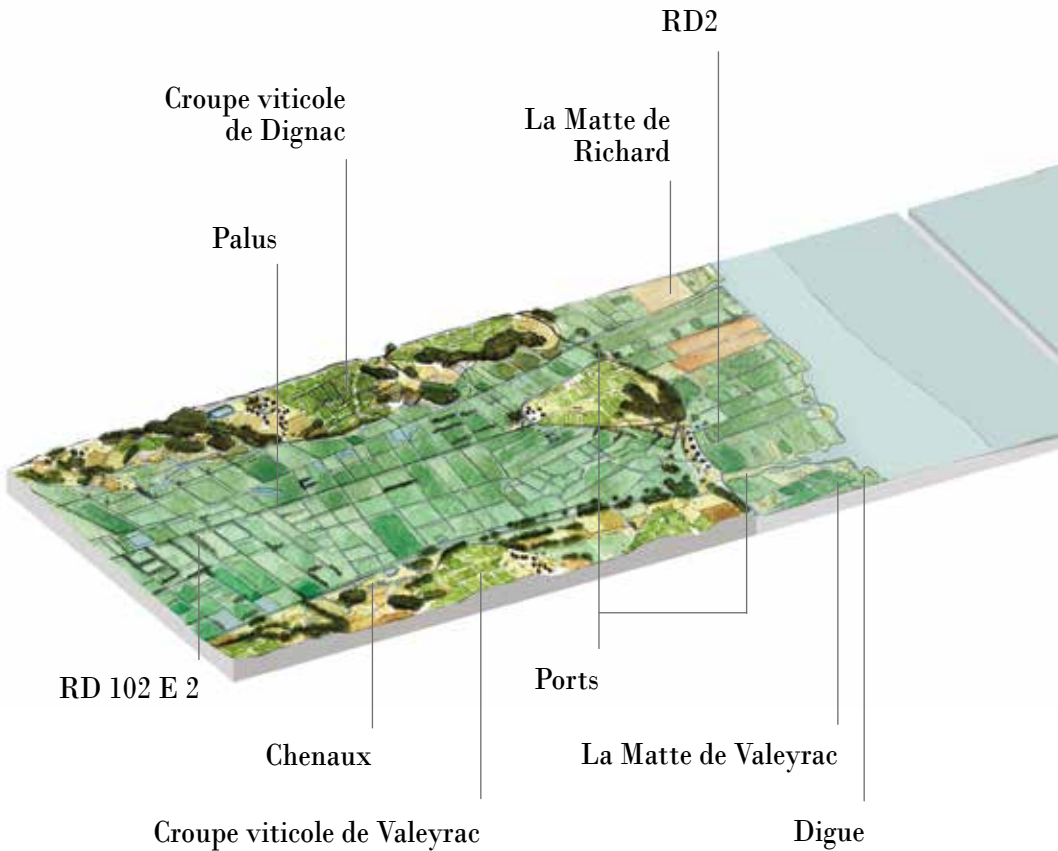 RD2
Croupe viticole
de Dignac
La Matte de
Richard
Palus
RD 102 E 2
Ports
Chenaux
La Matte de Valeyrac
Croupe viticole de Valeyrac
Digue